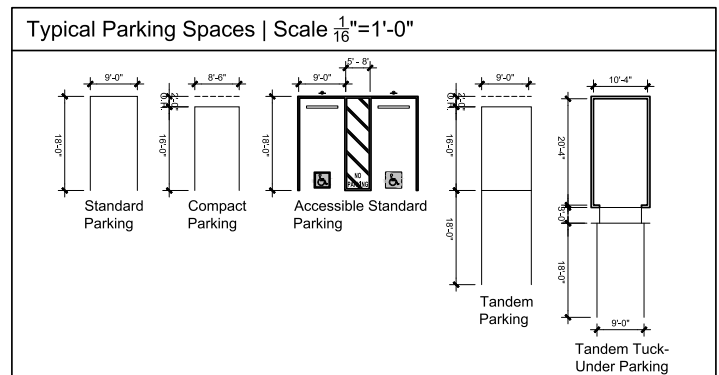 Typical Parking Spaces | Scale 1/16"=1'-0"
5' - 8'
9'-0" 8'-6" 9'-0" 9'-0" 10'-4"
18'-0" 16'-0" 18'-0" 16'-0" 20'-4"
NO
PARKING
Standard
Parking
Compact
Parking
Accessible Standard
Parking
18'-0" 18'-0"
Tandem
Parking
9'-0"
Tandem Tuck-
Under Parking